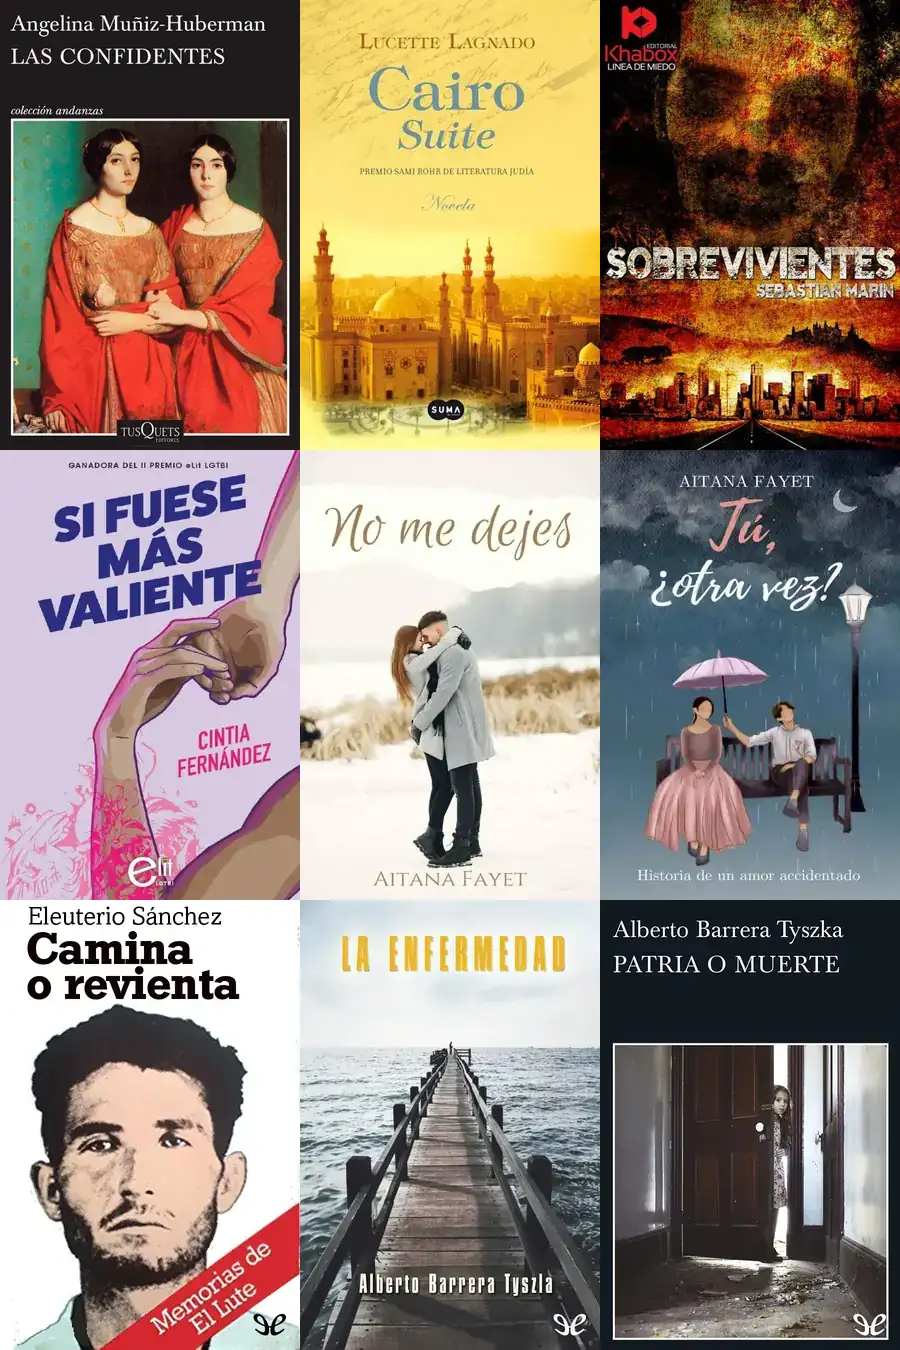 Angelina Muñiz-Huberman
LAS CONFIDENTES
colección andanzas
TUSQUETS
EDITORES
LUCETTE LAGNADO
Cairo
Suite
PREMIO SAMI ROHR DE LITERATURA JUDÍA
Novela
SUMA
EDITORIAL
Khabox
LINEA DE MIEDO
SOBREVIVIENTES
SEBASTIAN MARIN
GANADORA DEL II PREMIO eLit LGTBI
SI FUESE
MÁS
VALIENTE
CINTIA
FERNÁNDEZ
elit
LGTBI
No me dejes
AITANA FAYET
AITANA FAYET
Tú,
¿otra vez?
Historia de un amor accidentado
Eleuterio Sánchez
Camina
o revienta
Memorias de
El Lute
LA ENFERMEDAD
Alberto Barrera Tyszla
Alberto Barrera Tyszka
PATRIA O MUERTE